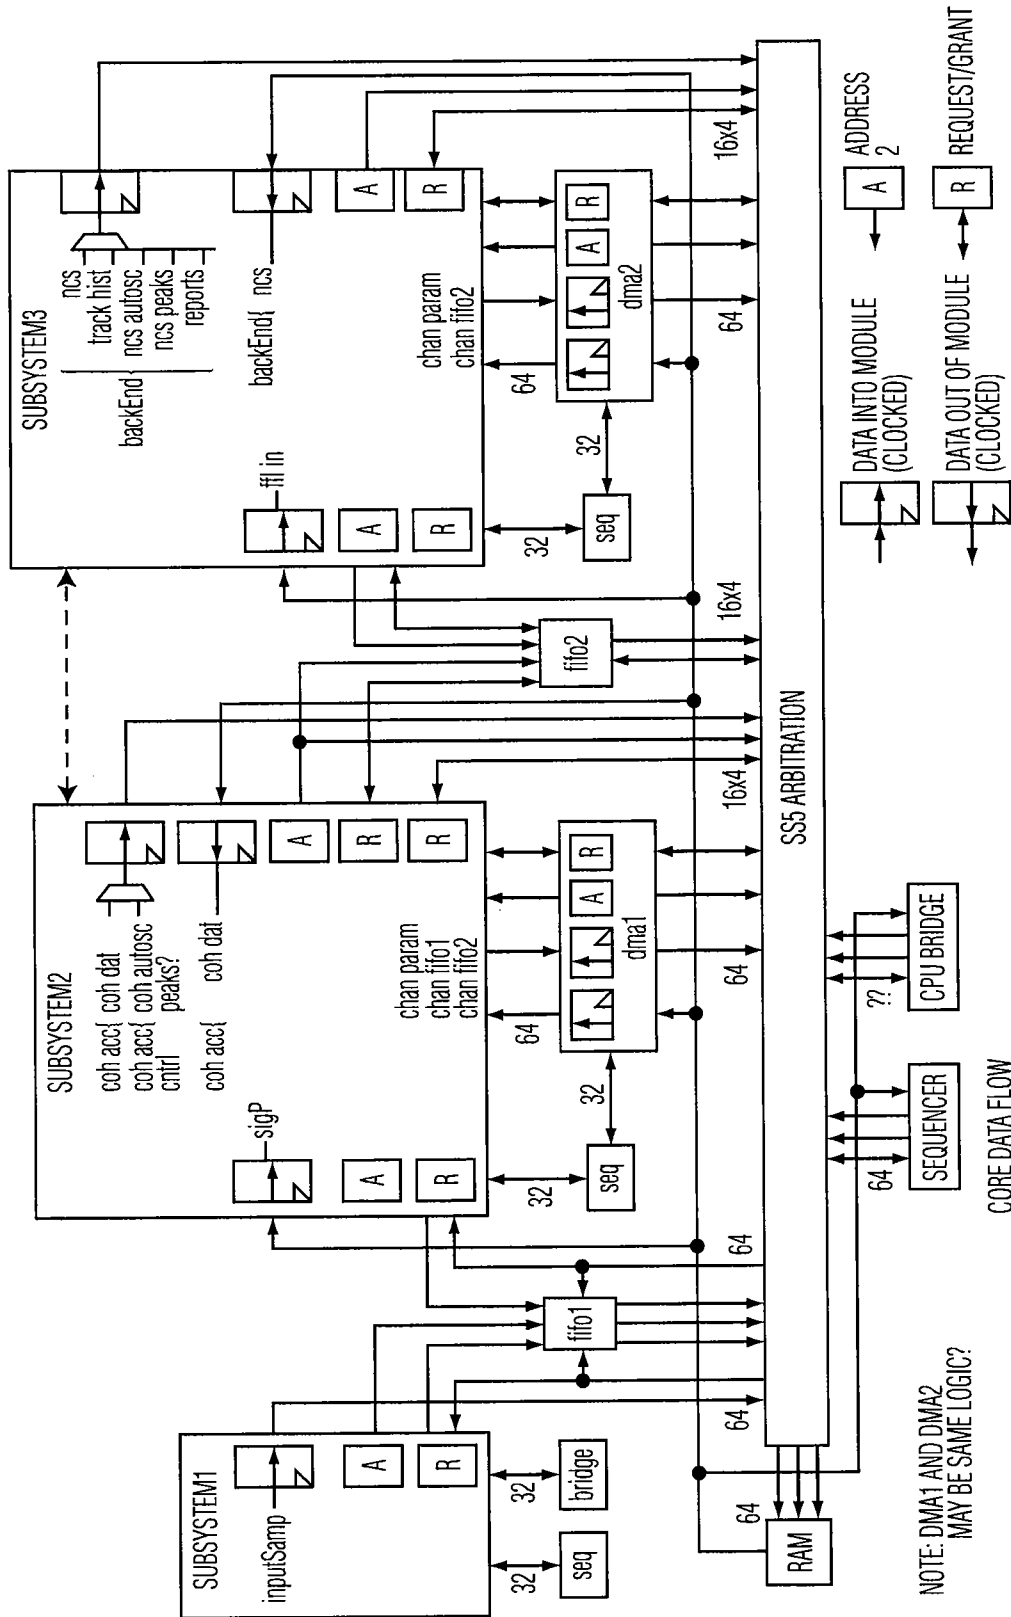 SUBSYSTEM1
inputSamp
A
R
32
seq
32
bridge
fifo1
64
64
SUBSYSTEM2
coh acc{ coh dat
coh acc{ coh autosc
cntrl peaks?
coh acc{ coh dat
sigP
A
R
A
R
R
chan param
chan fifo1
chan fifo2
32
seq
32
64
A
R
dma1
64
16x4
fifo2
16x4
SUBSYSTEM3
backEnd{
ncs
track hist
ncs autosc
ncs peaks
reports
backEnd{ ncs
ffl in
A
R
A
R
chan param
chan fifo2
32
seq
32
64
A
R
dma2
64
16x4
SS5 ARBITRATION
64
RAM
64
SEQUENCER
??
CPU BRIDGE
CORE DATA FLOW
NOTE: DMA1 AND DMA2
MAY BE SAME LOGIC?
DATA INTO MODULE
(CLOCKED)
A
ADDRESS
2
DATA OUT OF MODULE
(CLOCKED)
R
REQUEST/GRANT